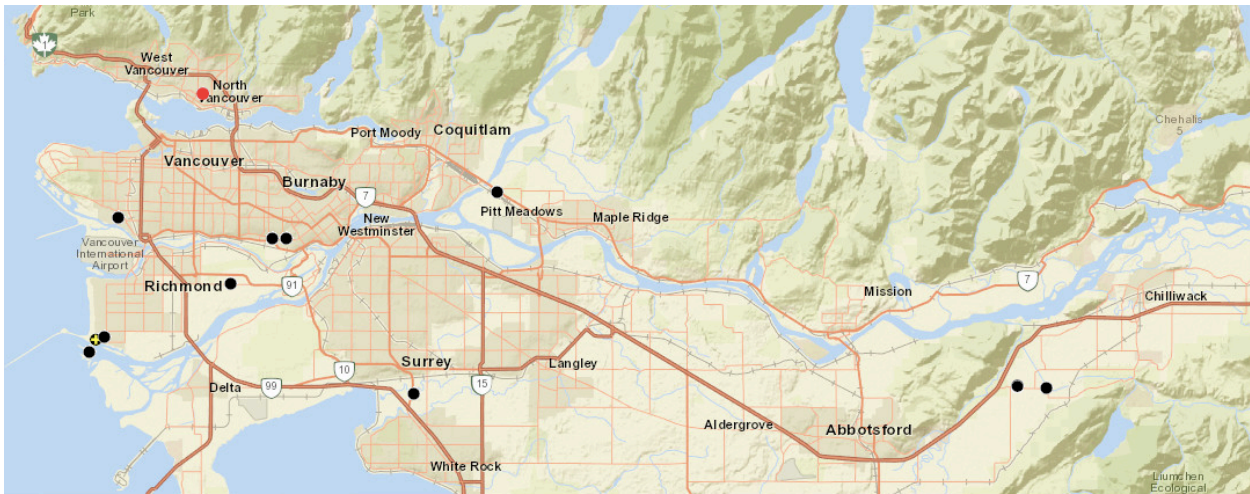 Park
1
West
Vancouver
North
Vancouver
Chehalis
5
Port Moody
Coquitlam
Vancouver
Burnaby
7
Pitt Meadows
Maple Ridge
New
Westminster
Vancouver
International
Airport
Richmond
91
Mission
7
Chilliwack
Surrey
Langley
10
Delta
99
15
Aldergrove
Abbotsford
White Rock
Liumchen
Ecological